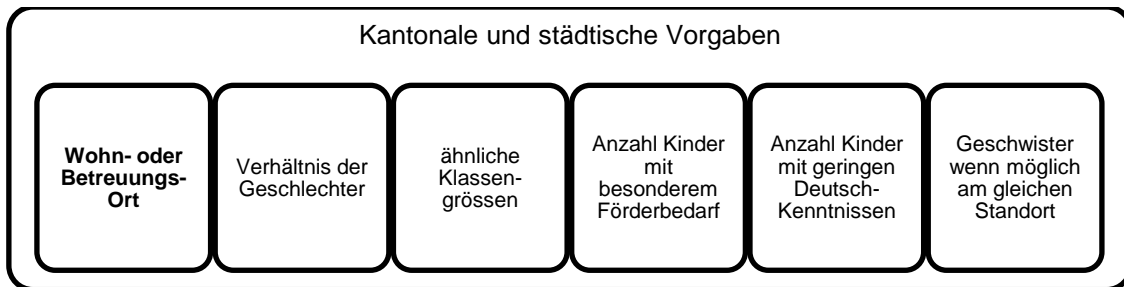 Kantonale und städtische Vorgaben
Wohn- oder
Betreuungs-
Ort
Verhältnis der
Geschlechter
ähnliche
Klassen-
grössen
Anzahl Kinder
mit
besonderem
Förderbedarf
Anzahl Kinder
mit geringen
Deutsch-
Kenntnissen
Geschwister
wenn möglich
am gleichen
Standort